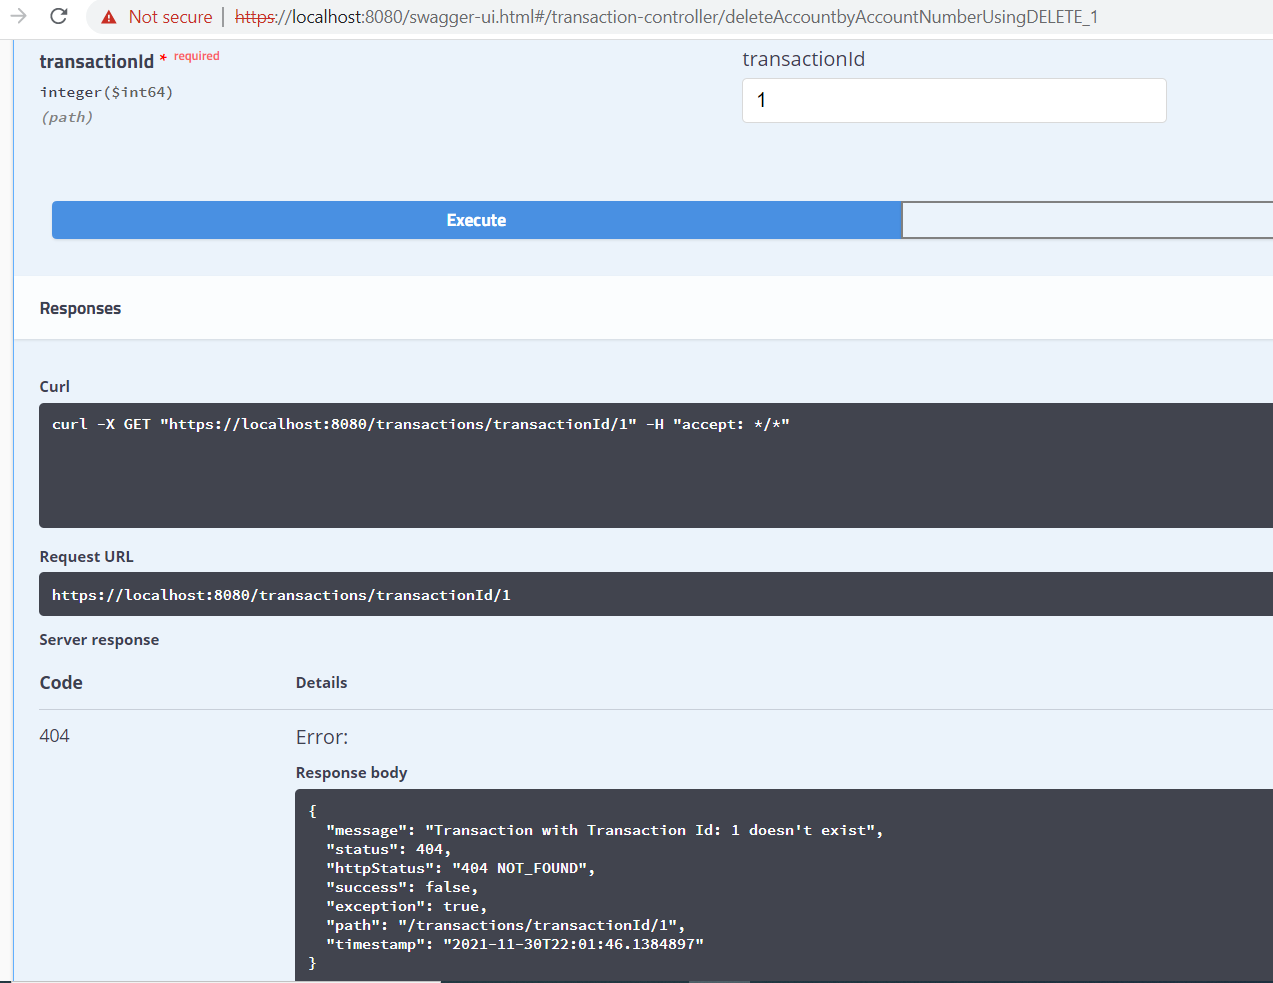 Not secure | https://localhost:8080/swagger-ui.html#/transaction-controller/deleteAccountbyAccountNumberUsingDELETE_1
transactionId * required
transactionId
integer($int64)
(path)
1
Execute
Responses
Curl
curl -X GET "https://localhost:8080/transactions/transactionId/1" -H "accept: */*"
Request URL
https://localhost:8080/transactions/transactionId/1
Server response
Code
Details
404
Error:
Response body
{
"message": "Transaction with Transaction Id: 1 doesn't exist",
"status": 404,
"httpStatus": "404 NOT_FOUND",
"success": false,
"exception": true,
"path": "/transactions/transactionId/1",
"timestamp": "2021-11-30T22:01:46.1384897"
}